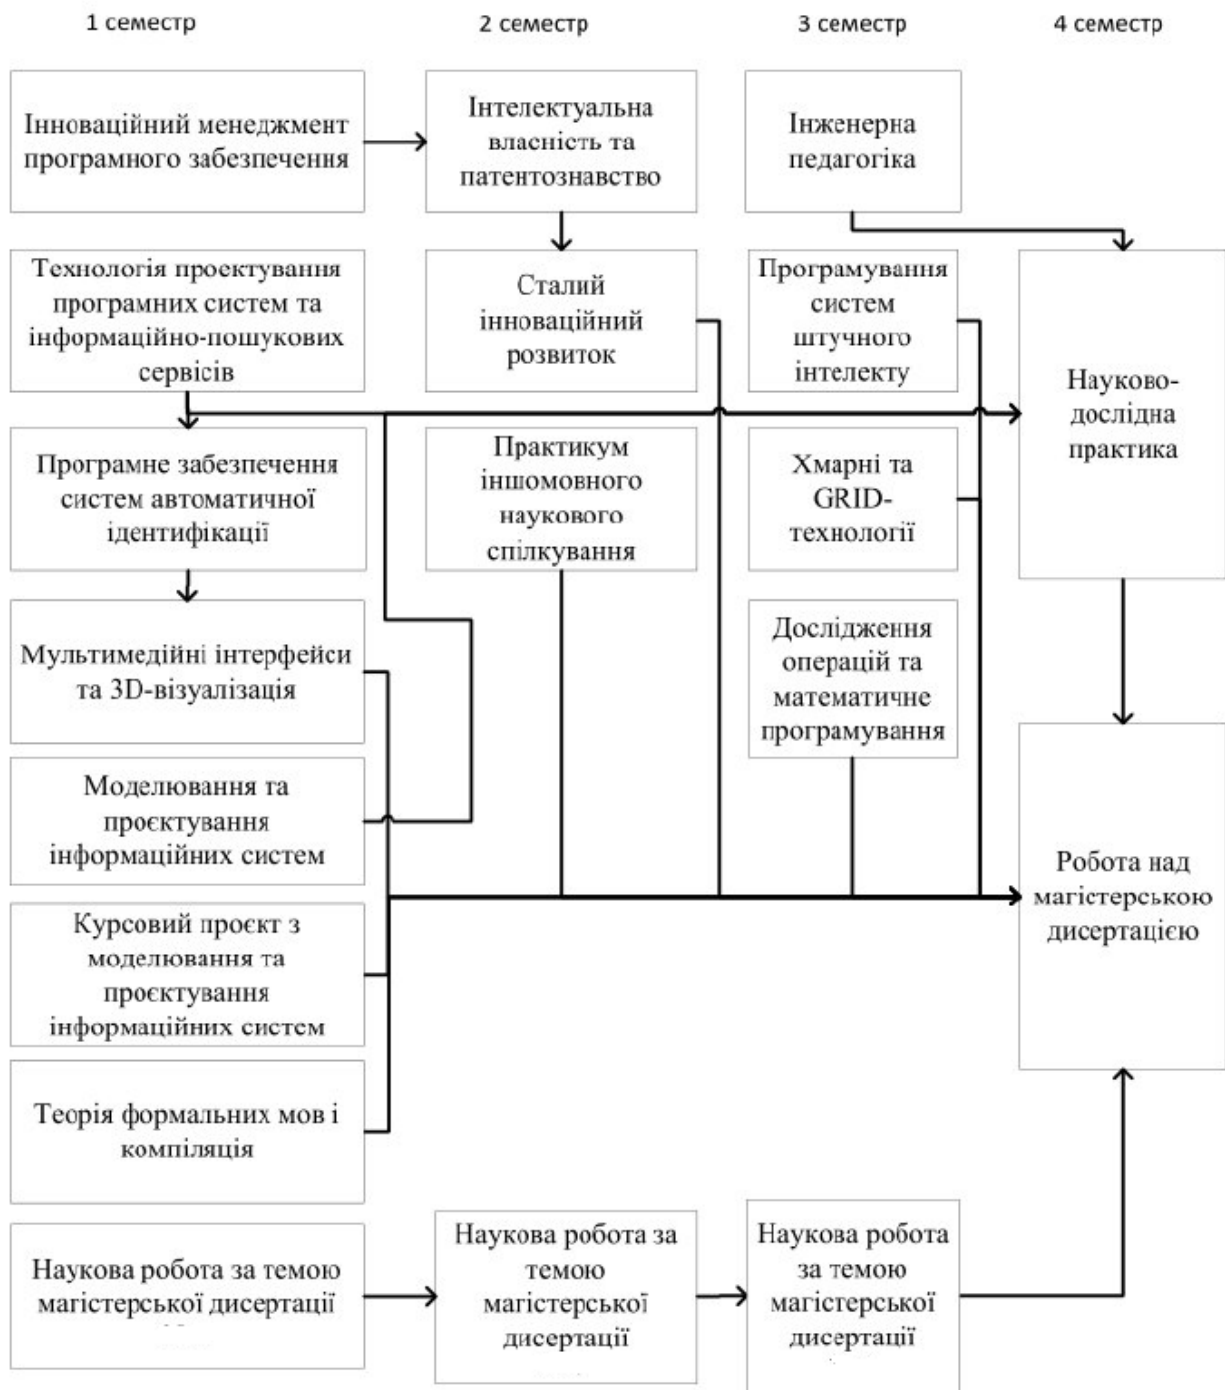 1 семестр
2 семестр
3 семестр
4 семестр
Інноваційний менеджмент
програмного забезпечення
Інтелектуальна
власність та
патентознавство
Інженерна
педагогіка
Технологія проектування
програмних систем та
інформаційно-пошукових
сервісів
Сталий
інноваційний
розвиток
Програмування
систем
штучного
інтелекту
Науково-
дослідна
практика
Програмне забезпечення
систем автоматичної
ідентифікації
Практикум
іншомовного
наукового
спілкування
Хмарні та
GRID-
технології
Мультимедійні інтерфейси
та 3D-візуалізація
Дослідження
операцій та
математичне
програмування
Моделювання та
проєктування
інформаційних систем
Робота над
магістерською
дисертацією
Курсовий проєкт з
моделювання та
проєктування
інформаційних систем
Теорія формальних мов і
компіляція
Наукова робота за темою
магістерської дисертації
Наукова робота за
темою
магістерської
дисертації
Наукова робота
за темою
магістерської
дисертації